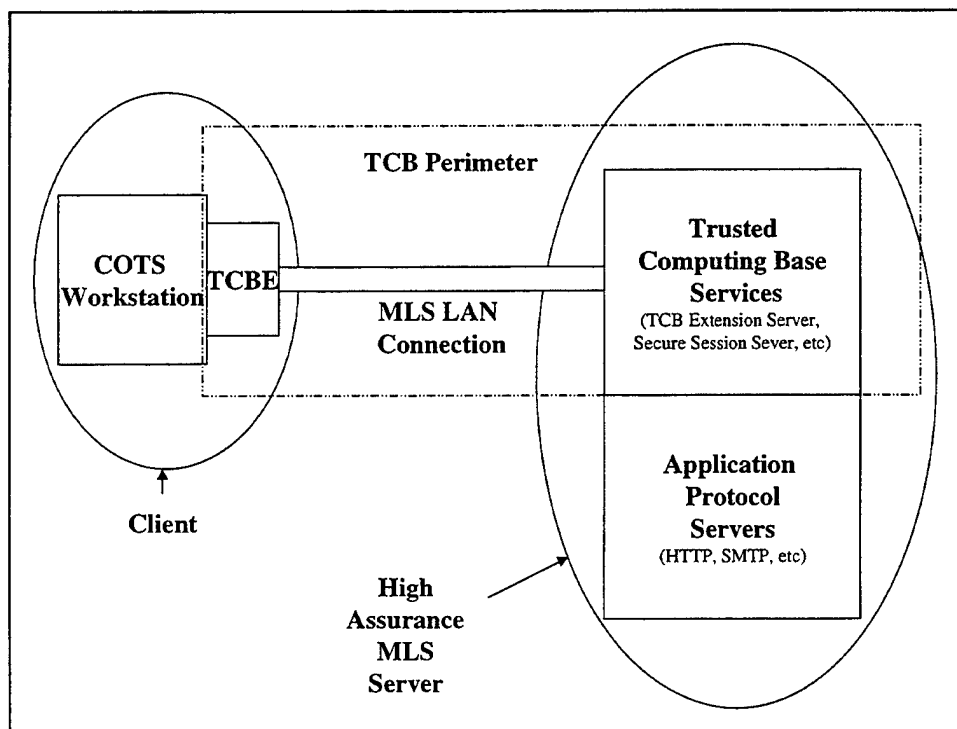 TCB Perimeter
COTS
Workstation
TCBE
MLS LAN
Connection
Trusted
Computing Base
Services
(TCB Extension Server,
Secure Session Sever, etc)
Application
Protocol
Servers
(HTTP, SMTP, etc)
Client
High
Assurance
MLS
Server